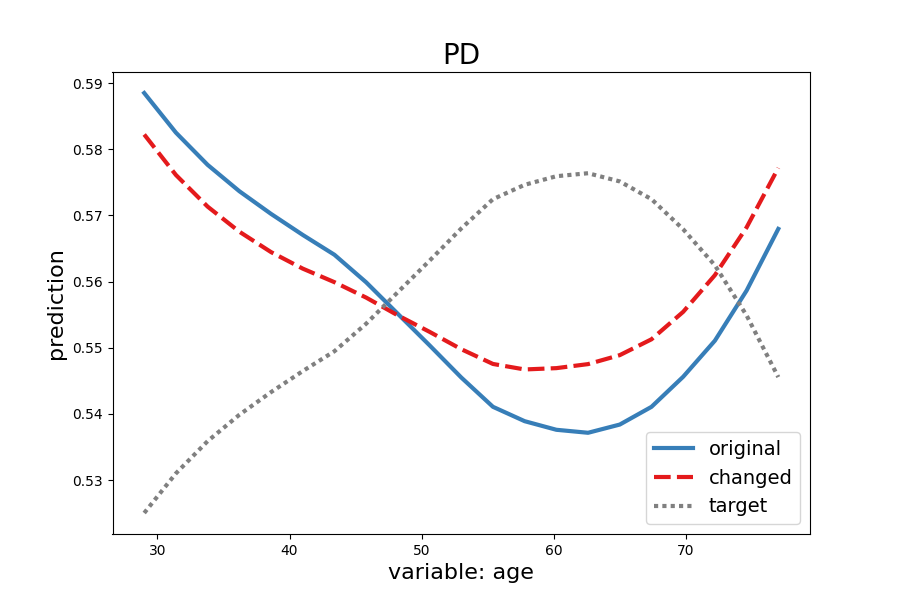 PD
prediction
0.59
0.58
0.57
0.56
0.55
0.54
0.53
original
changed
target
30 40 50 60 70
variable: age